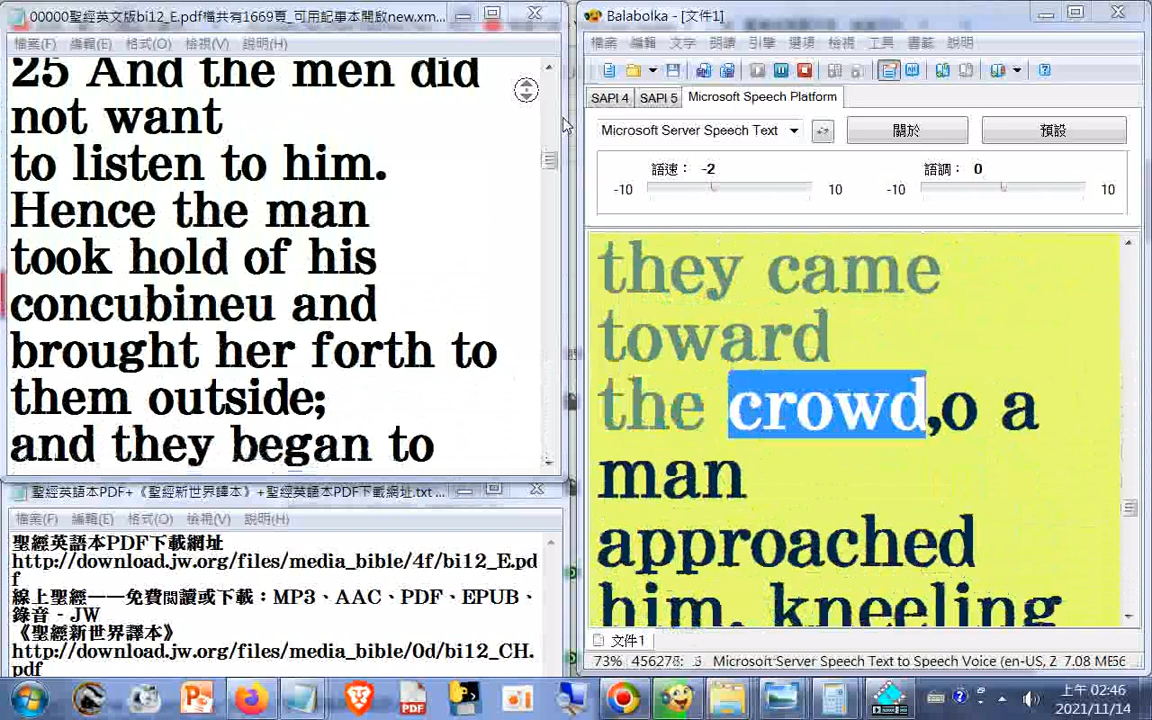 00000聖經英文版bi12_E.pdf檔共有1669頁_可用記事本開啟new.xm...
檔案(F) 編輯(E) 格式(O) 檢視(V) 說明(H)
25 And the men did
not want
to listen to him.
Hence the man
took hold of his
concubineu and
brought her forth to
them outside;
and they began to
聖經英語本PDF+《聖經新世界譯本》+聖經英語本PDF下載網址.txt ...
檔案(F) 編輯(E) 格式(O) 檢視(V) 說明(H)
聖經英語本PDF下載網址
http://download.jw.org/files/media_bible/4f/bi12_E.pd
f
線上聖經——免費閱讀或下載：MP3、AAC、PDF、EPUB、
錄音 - JW
《聖經新世界譯本》
http://download.jw.org/files/media_bible/0d/bi12_CH.
pdf
Balabolka - [文件1]
檔案 編輯 文字 朗讀 引擎 選項 檢視 工具 書籤 說明
SAPI 4 SAPI 5 Microsoft Speech Platform
Microsoft Server Speech Text 關於 預設
語速： -2 語調： 0
-10 10 -10 10
they came
toward
the crowd,o a
man
approached
him, kneeling
文件1
73% Microsoft Server Speech Text to Speech Voice (en-US, Z
上午 02:46
2021/11/14